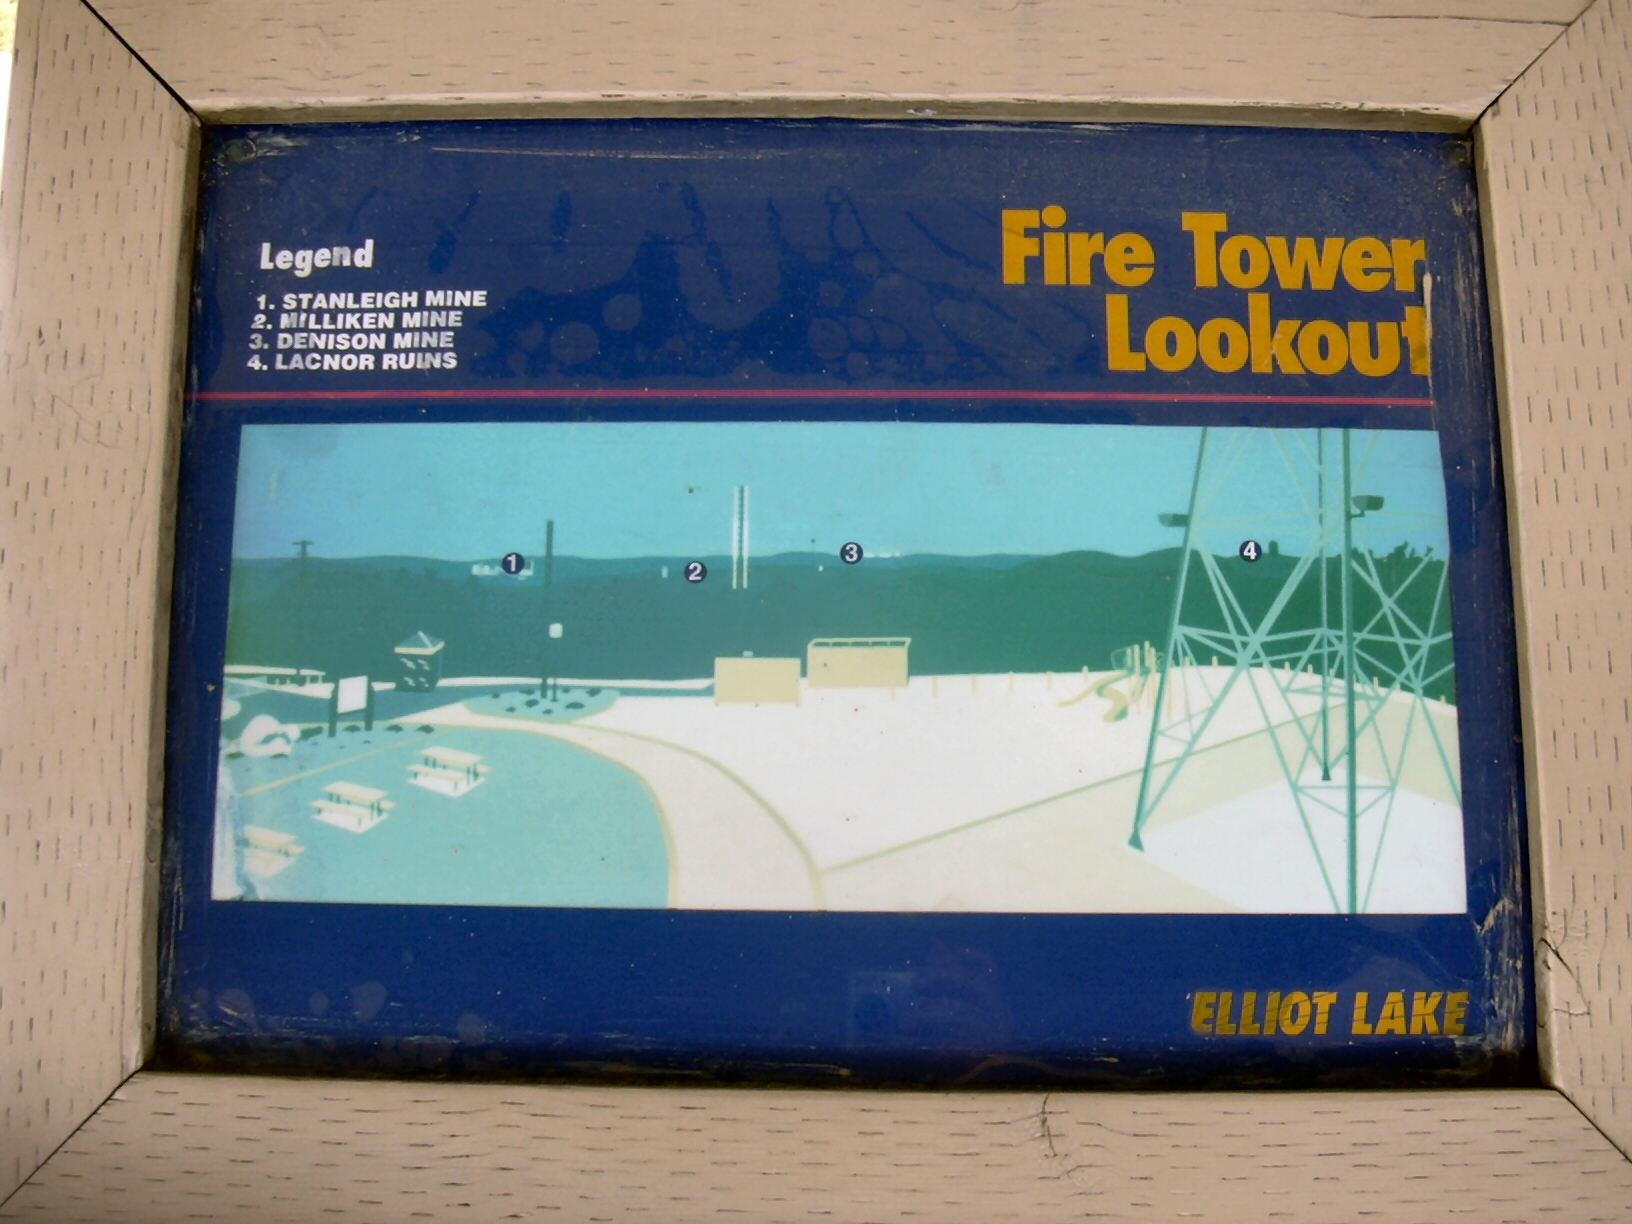 Fire Tower
Lookout
Legend
1. STANLEIGH MINE
2. MILLIKEN MINE
3. DENISON MINE
4. LACNOR RUINS
1
2
3
4
ELLIOT LAKE